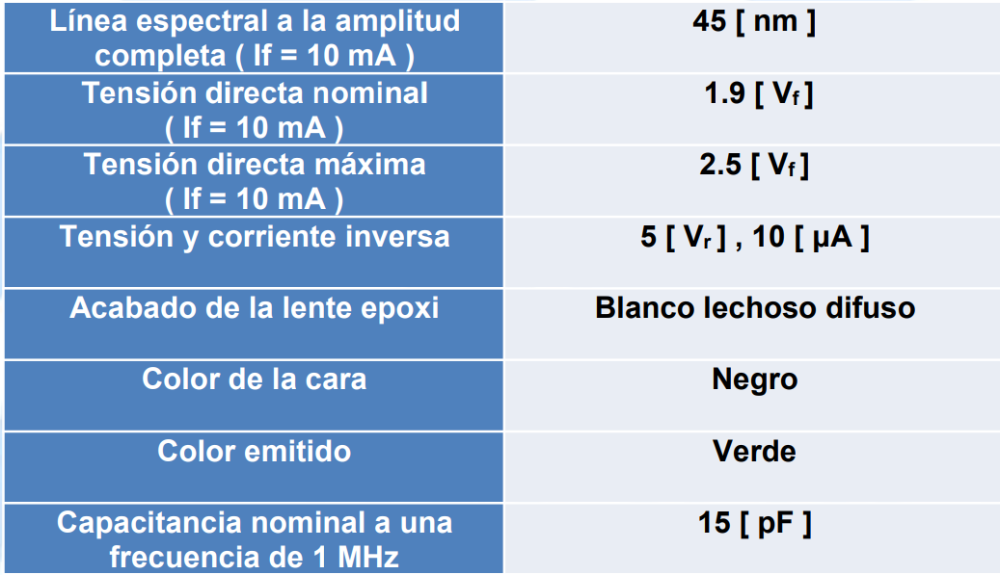 Línea espectral a la amplitud
completa ( If = 10 mA )
45 [ nm ]
Tensión directa nominal
( If = 10 mA )
1.9 [ Vf ]
Tensión directa máxima
( If = 10 mA )
2.5 [ Vf ]
Tensión y corriente inversa
5 [ Vr ] , 10 [ µA ]
Acabado de la lente epoxi
Blanco lechoso difuso
Color de la cara
Negro
Color emitido
Verde
Capacitancia nominal a una
frecuencia de 1 MHz
15 [ pF ]